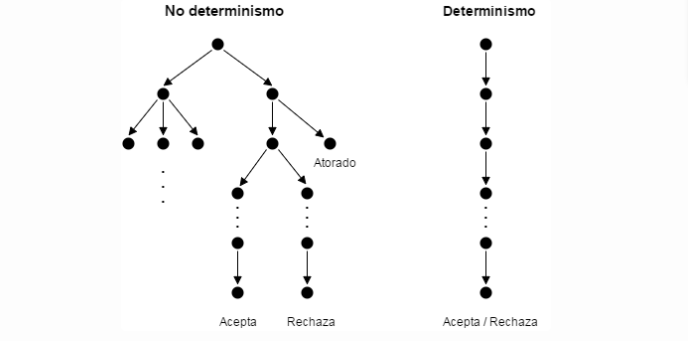 No determinismo
Determinismo
Atorado
Acepta
Rechaza
Acepta / Rechaza